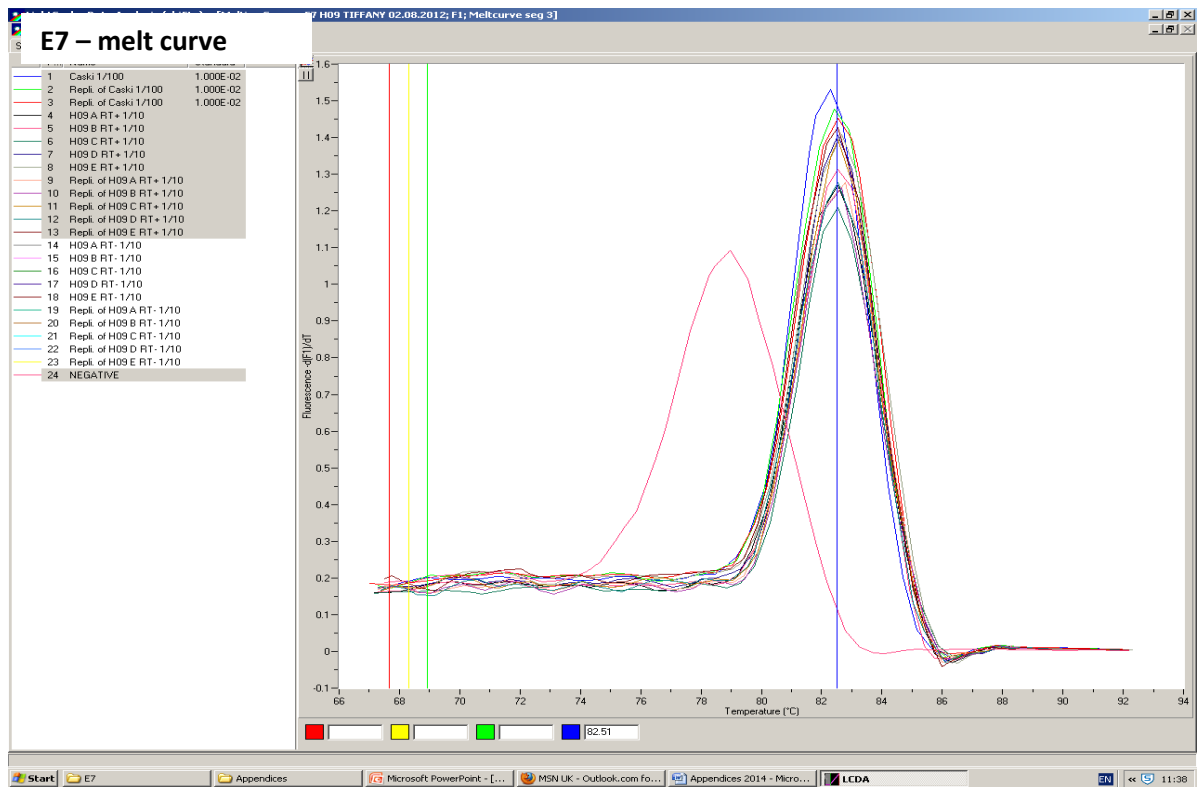 H09 TIFFANY 02.08.2012; F1; Meltcurve seg 3]
E7 – melt curve
1 Caski 1/100 1.000E-02
2 Repli. of Caski 1/100 1.000E-02
3 Repli. of Caski 1/100 1.000E-02
4 H09 A RT+ 1/10
5 H09 B RT+ 1/10
6 H09 C RT+ 1/10
7 H09 D RT+ 1/10
8 H09 E RT+ 1/10
9 Repli. of H09 A RT+ 1/10
10 Repli. of H09 B RT+ 1/10
11 Repli. of H09 C RT+ 1/10
12 Repli. of H09 D RT+ 1/10
13 Repli. of H09 E RT+ 1/10
14 H09 A RT- 1/10
15 H09 B RT- 1/10
16 H09 C RT- 1/10
17 H09 D RT- 1/10
18 H09 E RT- 1/10
19 Repli. of H09 A RT- 1/10
20 Repli. of H09 B RT- 1/10
21 Repli. of H09 C RT- 1/10
22 Repli. of H09 D RT- 1/10
23 Repli. of H09 E RT- 1/10
24 NEGATIVE
1.6
1.5
1.4
1.3
1.2
1.1
1
0.9
0.8
0.7
0.6
0.5
0.4
0.3
0.2
0.1
0
-0.1
Fluorescence -d(F1)/dT
66 68 70 72 74 76 78 80 82 84 86 88 90 92 94
Temperature (°C)
82.51
Start E7 Appendices Microsoft PowerPoint - [... MSN UK - Outlook.com fo... Appendices 2014 - Micro... LCDA EN « 11:38